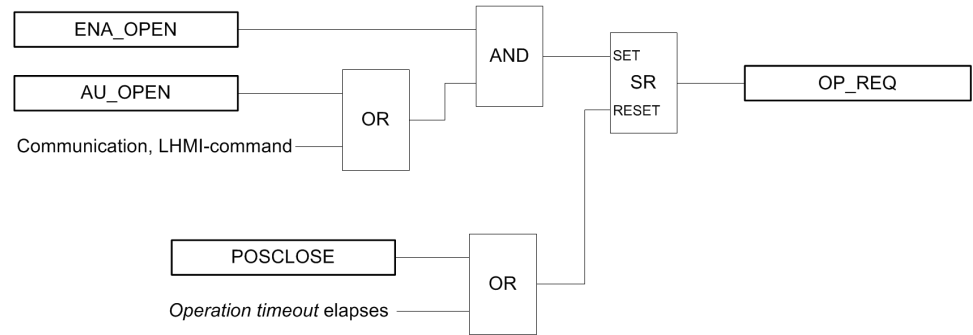 ENA_OPEN
AND
SET
SR
RESET
OP_REQ
AU_OPEN
OR
Communication, LHMI-command
POSCLOSE
OR
Operation timeout elapses